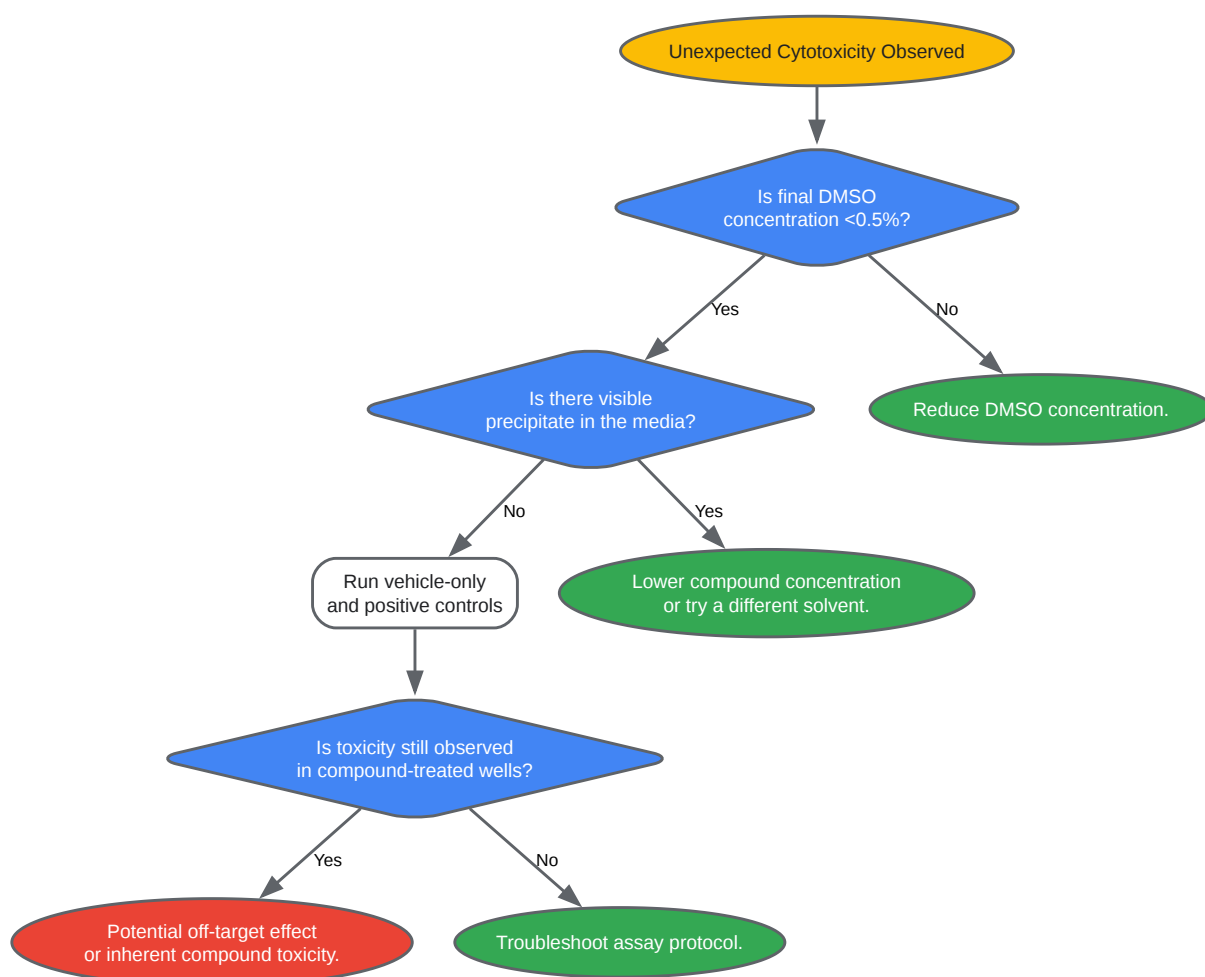 Unexpected Cytotoxicity Observed
Is final DMSO
concentration <0.5%?
Yes
No
Is there visible
precipitate in the media?
Reduce DMSO concentration.
No
Yes
Run vehicle-only
and positive controls
Lower compound concentration
or try a different solvent.
Is toxicity still observed
in compound-treated wells?
Yes
No
Potential off-target effect
or inherent compound toxicity.
Troubleshoot assay protocol.